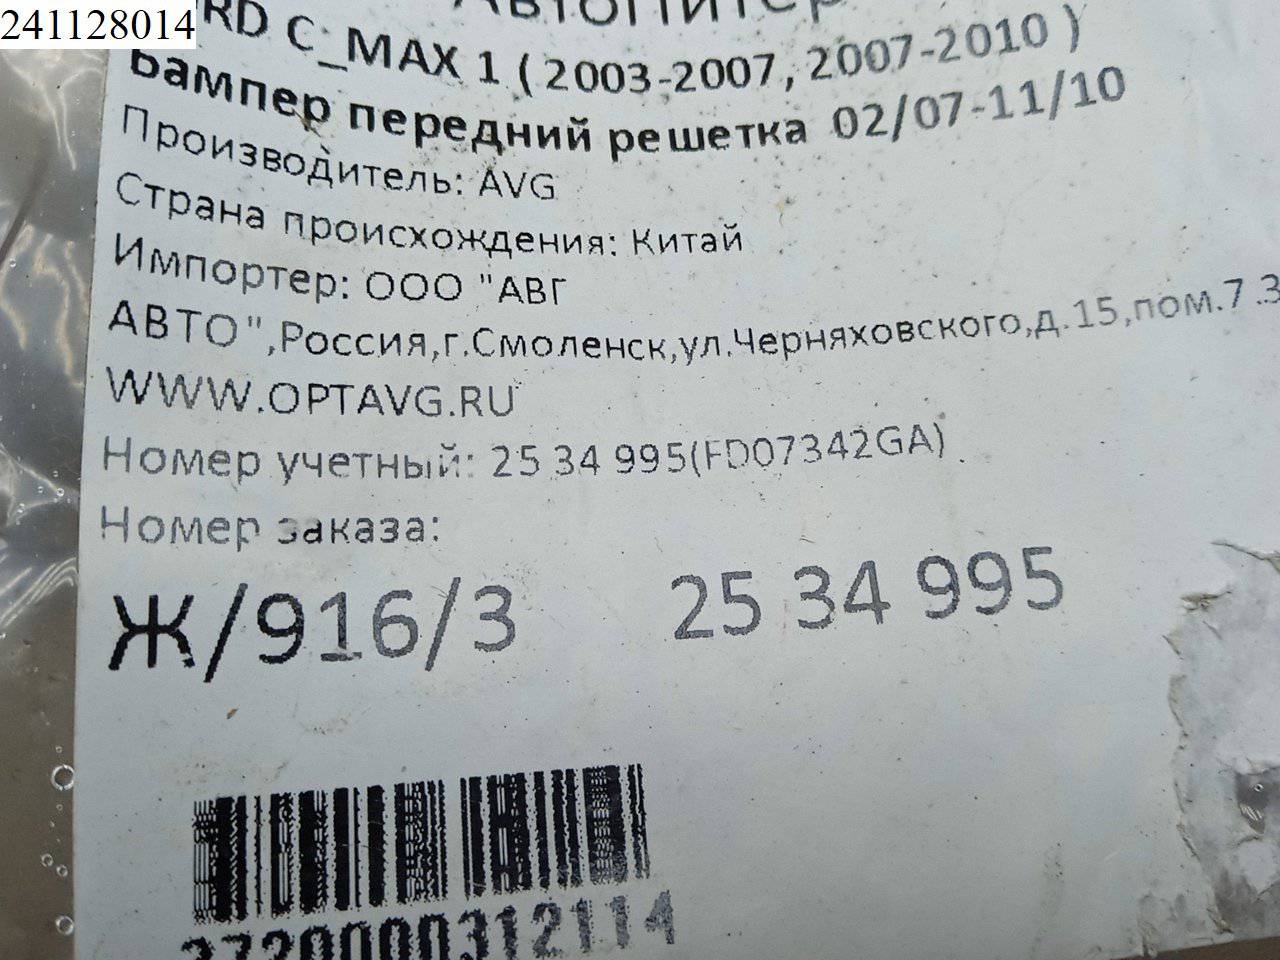 241128014
C_MAX 1 ( 2003-2007, 2007-2010 )
Бампер передний решетка 02/07-11/10
Производитель: AVG
Страна происхождения: Китай
Импортер: ООО "АВГ
АВТО",Россия,г.Смоленск,ул.Черняховского,д.15,пом.7.3
WWW.OPTAVG.RU
Номер учетный: 25 34 995(FD07342GA)
Номер заказа:
Ж/916/3 25 34 995